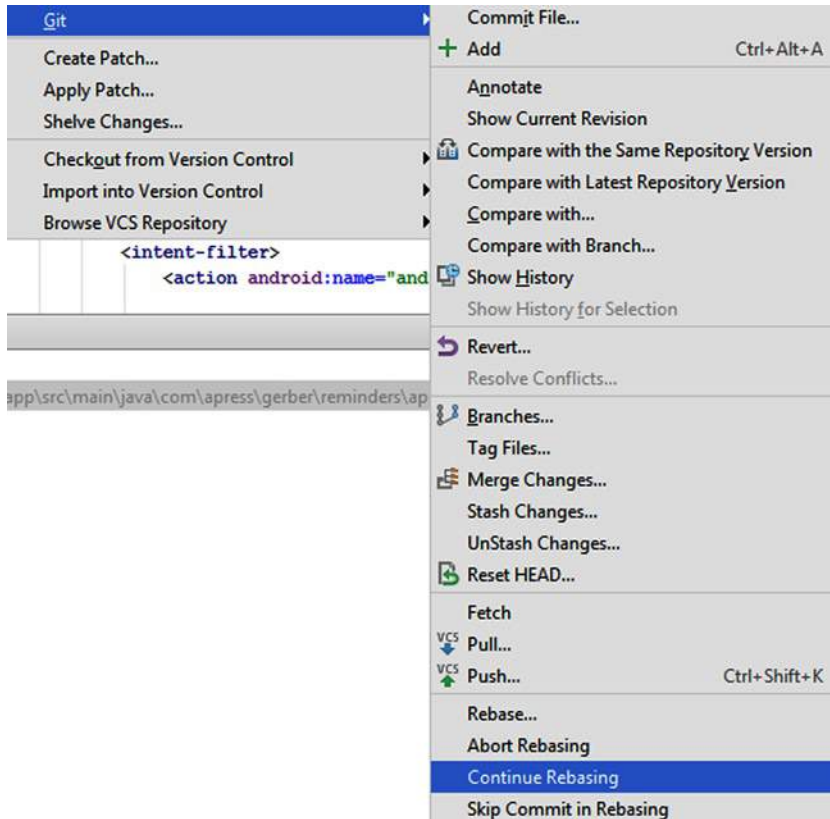 Git
Create Patch...
Apply Patch...
Shelve Changes...
Checkout from Version Control
Import into Version Control
Browse VCS Repository
<intent-filter>
<action android:name="and
app\src\main\java\com\apress\gerber\reminders\ap
Commit File...
Add Ctrl+Alt+A
Annotate
Show Current Revision
Compare with the Same Repository Version
Compare with Latest Repository Version
Compare with...
Compare with Branch...
Show History
Show History for Selection
Revert...
Resolve Conflicts...
Branches...
Tag Files...
Merge Changes...
Stash Changes...
UnStash Changes...
Reset HEAD...
Fetch
VCS Pull...
VCS Push... Ctrl+Shift+K
Rebase...
Abort Rebasing
Continue Rebasing
Skip Commit in Rebasing